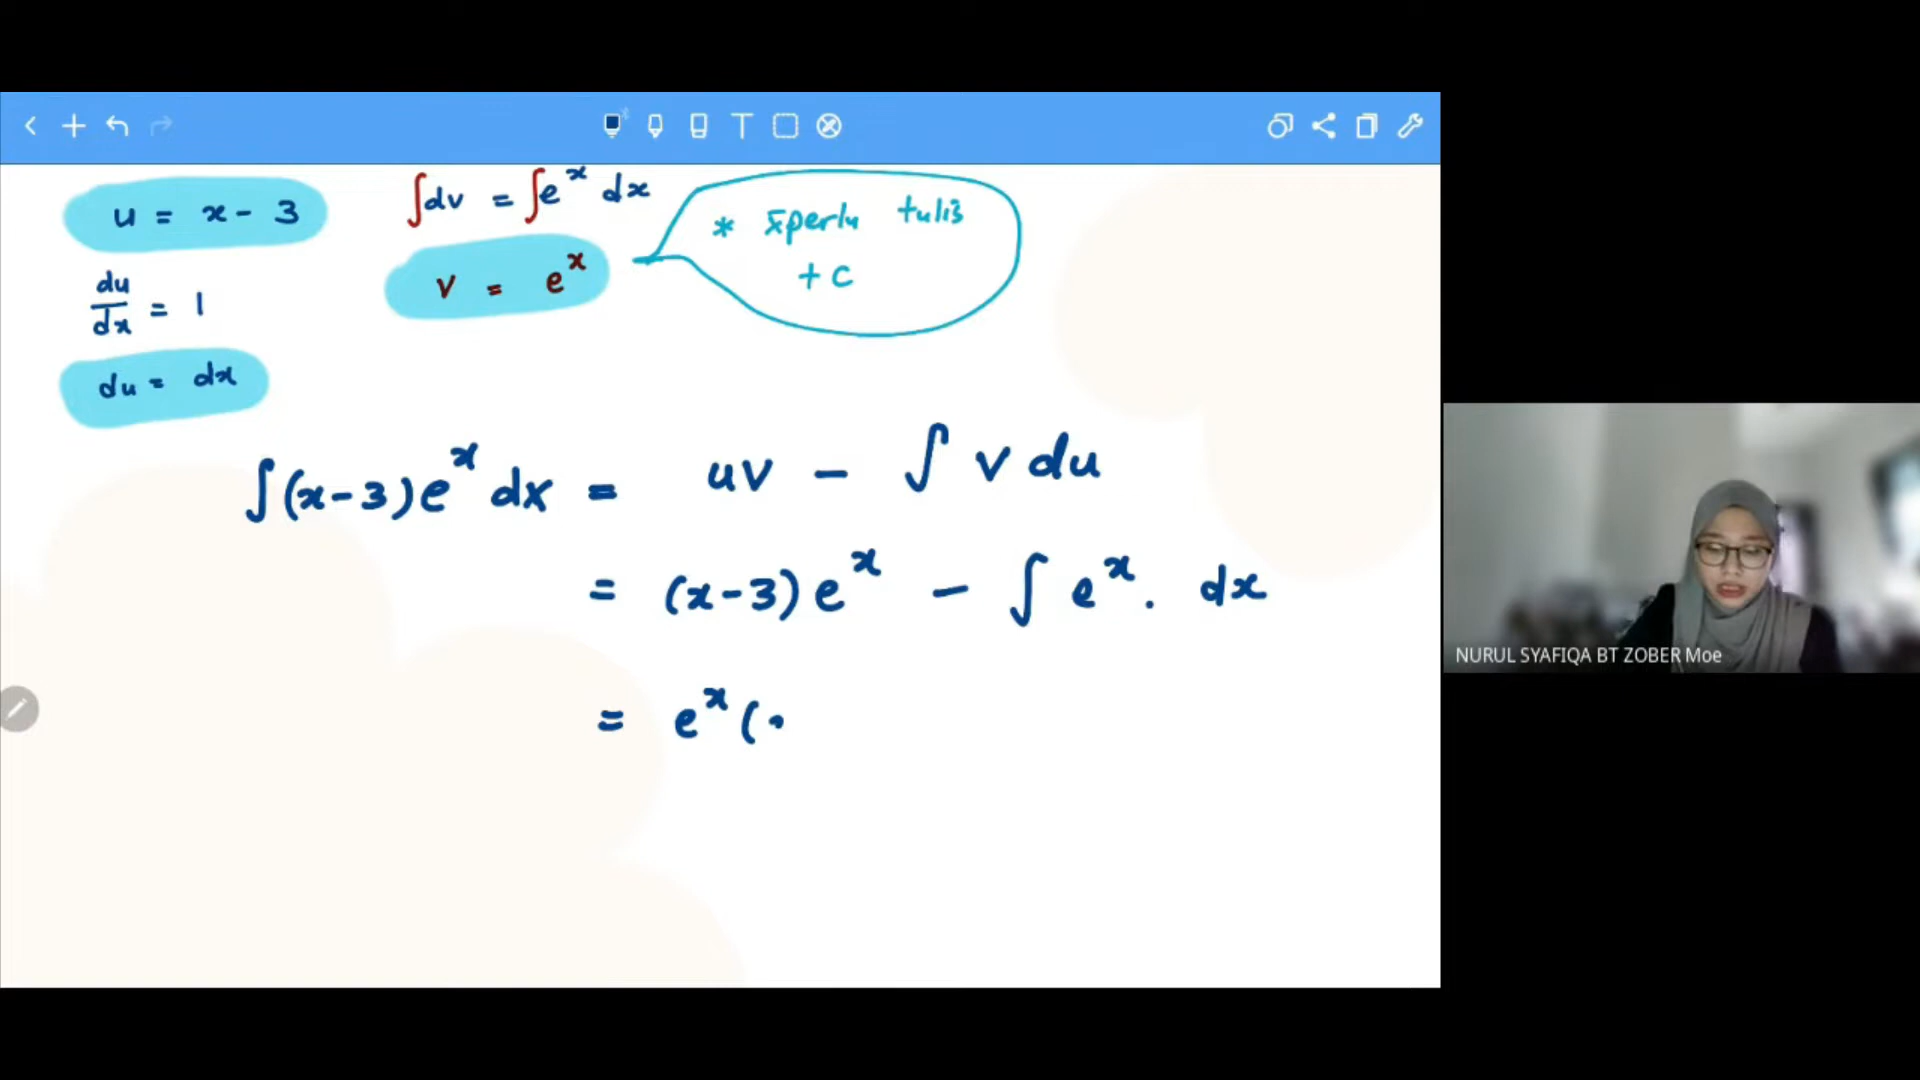 u = x - 3
du/dx = 1
du = dx
∫dv = ∫e^x dx
v = e^x
* x̄perlu tulis
+ c
∫(x-3)e^x dx = uv - ∫ v du
= (x-3)e^x - ∫ e^x . dx
= e^x (
NURUL SYAFIQA BT ZOBER Moe